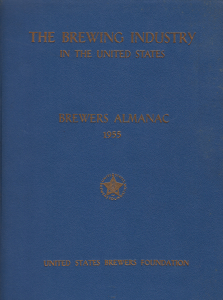 THE BREWING INDUSTRY
IN THE UNITED STATES
BREWERS ALMANAC
1955
UNITED STATES BREWERS FOUNDATION